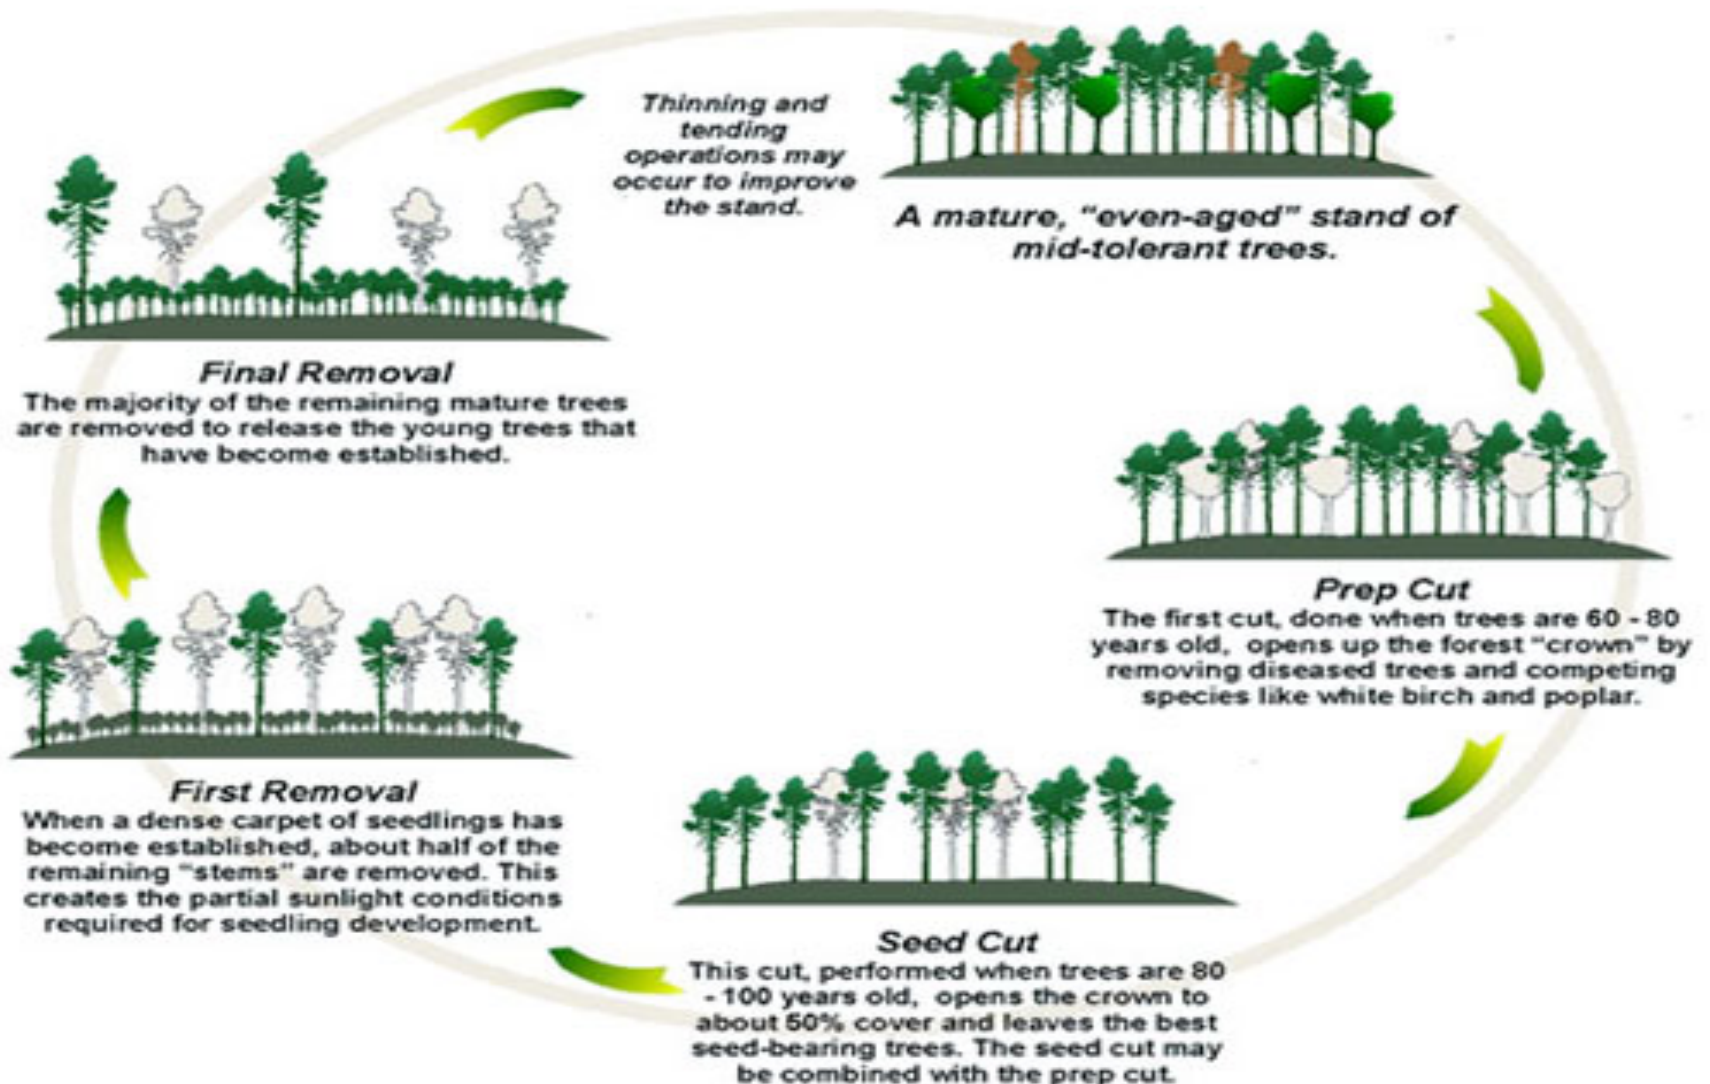 Thinning and
tending
operations may
occur to improve
the stand.
A mature, “even-aged” stand of
mid-tolerant trees.
Prep Cut
The first cut, done when trees are 60 - 80
years old,  opens up the forest “crown” by
removing diseased trees and competing
species like white birch and poplar.
Seed Cut
This cut, performed when trees are 80
- 100 years old,  opens the crown to
about 50% cover and leaves the best
seed-bearing trees. The seed cut may
be combined with the prep cut.
First Removal
When a dense carpet of seedlings has
become established, about half of the
remaining “stems” are removed. This
creates the partial sunlight conditions
required for seedling development.
Final Removal
The majority of the remaining mature trees
are removed to release the young trees that
have become established.